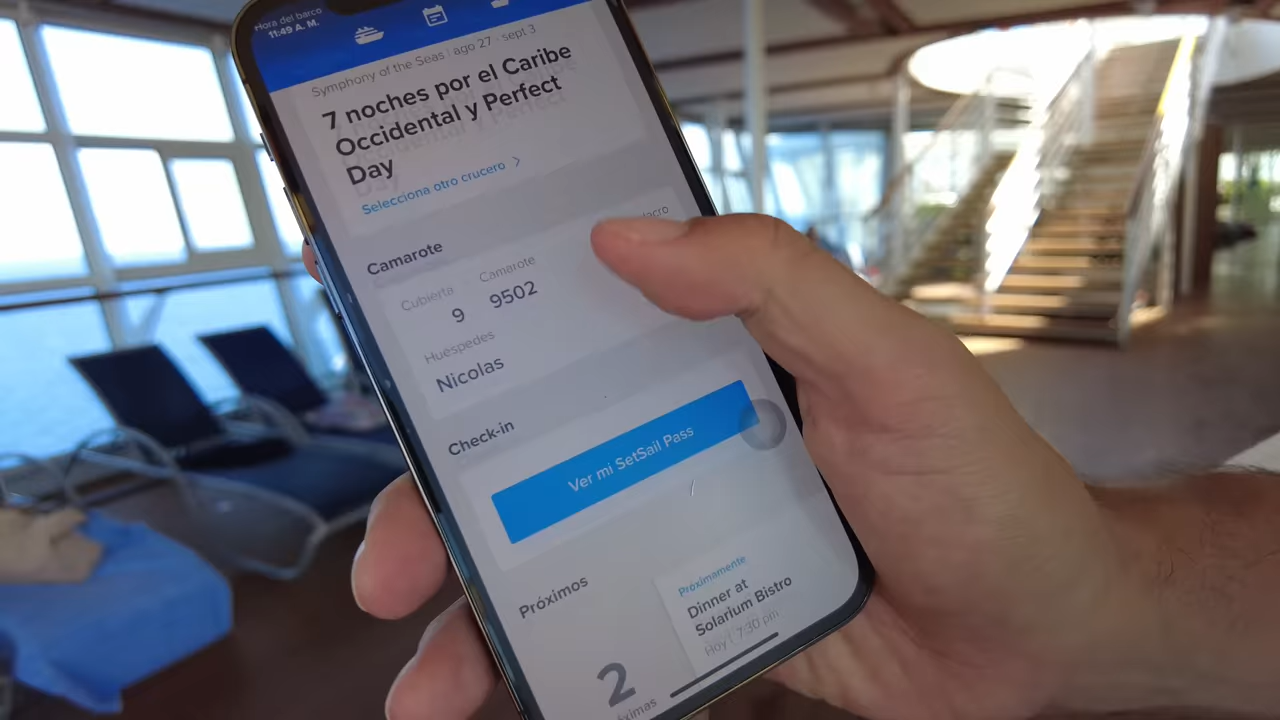 Hora del barco
11:49 A. M.
Symphony of the Seas | ago 27 - sept 3
7 noches por el Caribe
Occidental y Perfect
Day
Selecciona otro crucero >
Camarote
Cubierta
Camarote
9
9502
Huéspedes
Nicolas
Check-in
Ver mi SetSail Pass
Próximos
2
Próximamente
Dinner at
Solarium Bistro
Hoy | 7:30 pm